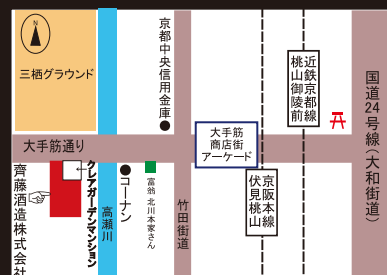 N
三栖グラウンド
京都中央信用金庫
近鉄京都線
桃山御陵前
国道24号線(大和街道)
大手筋通り
大手筋
商店街
アーケード
齊藤酒造株式会社
←
クレアガーデンマンション
高瀬川
コーナン
富翁 北川本家さん
竹田街道
京阪本線
伏見桃山